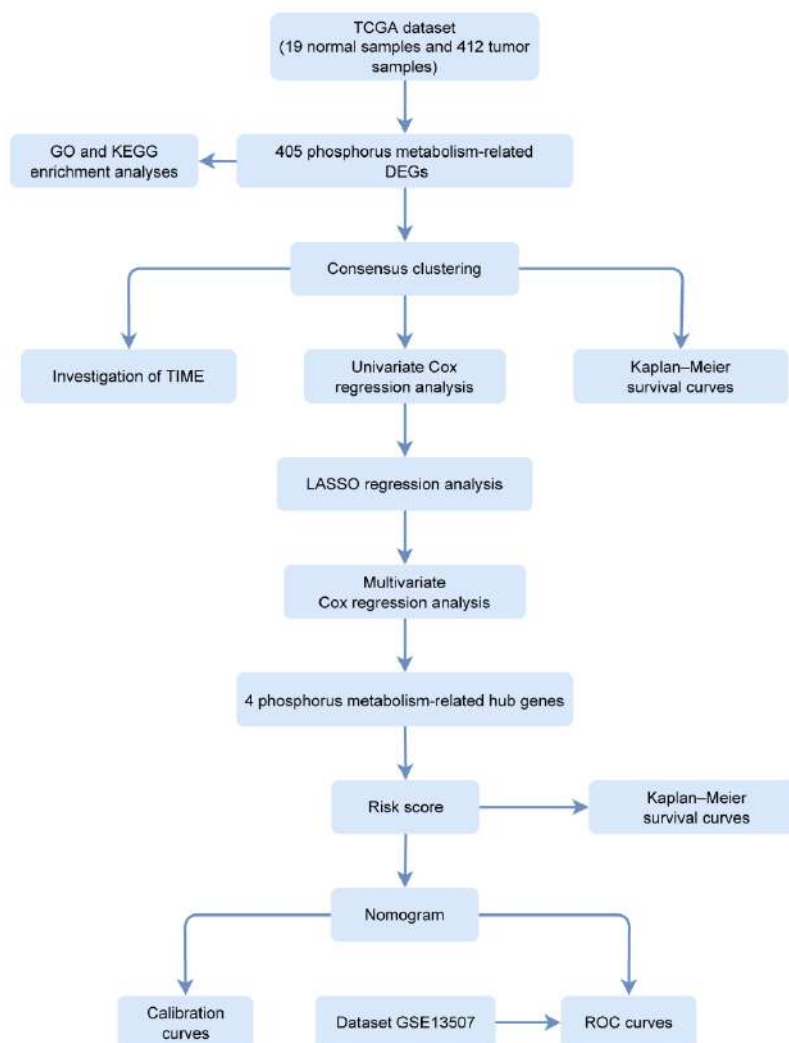 TCGA dataset
(19 normal samples and 412 tumor
samples)
GO and KEGG
enrichment analyses
405 phosphorus metabolism-related
DEGs
Consensus clustering
Investigation of TIME
Univariate Cox
regression analysis
Kaplan–Meier
survival curves
LASSO regression analysis
Multivariate
Cox regression analysis
4 phosphorus metabolism-related hub genes
Risk score
Kaplan–Meier
survival curves
Nomogram
Calibration
curves
Dataset GSE13507
ROC curves